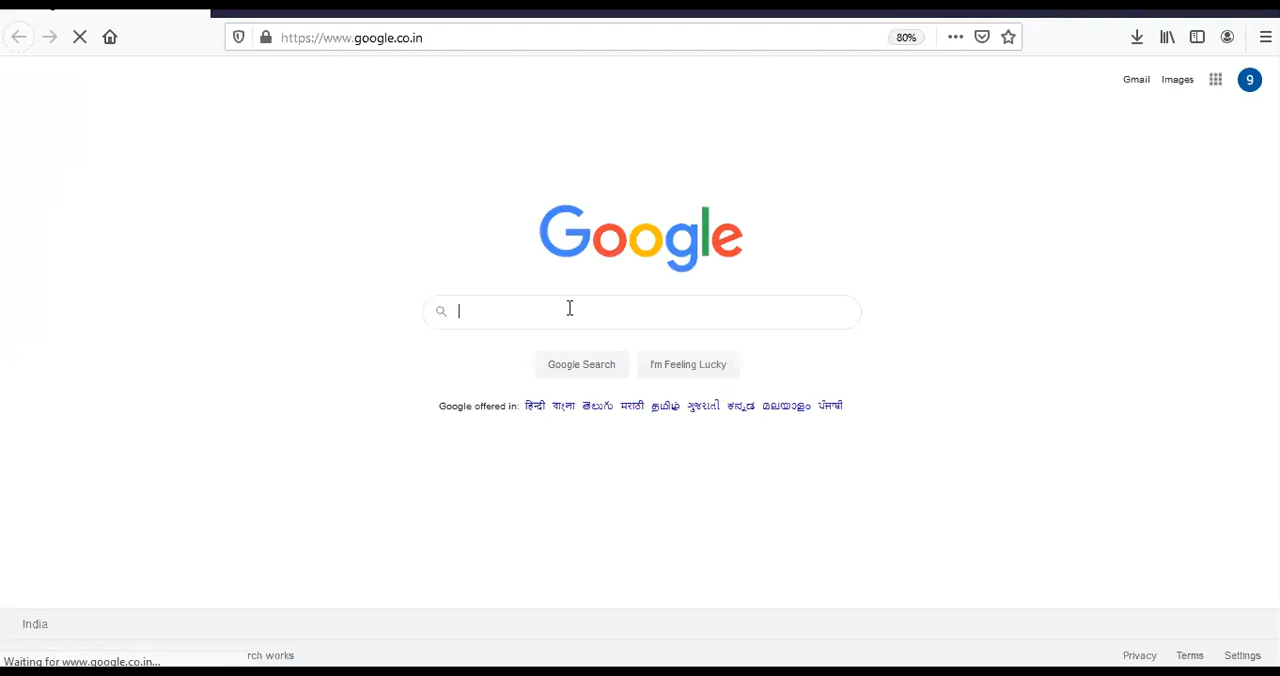 https://www.google.co.in
80%
Gmail Images
9
Google
Google Search I'm Feeling Lucky
Google offered in: हिन्दी বাংলা తెలుగు मराठी தமிழ் ગુજરાતી ಕನ್ನಡ മലയാളം ਪੰਜਾਬੀ
India
Waiting for www.google.co.in... rch works Privacy Terms Settings